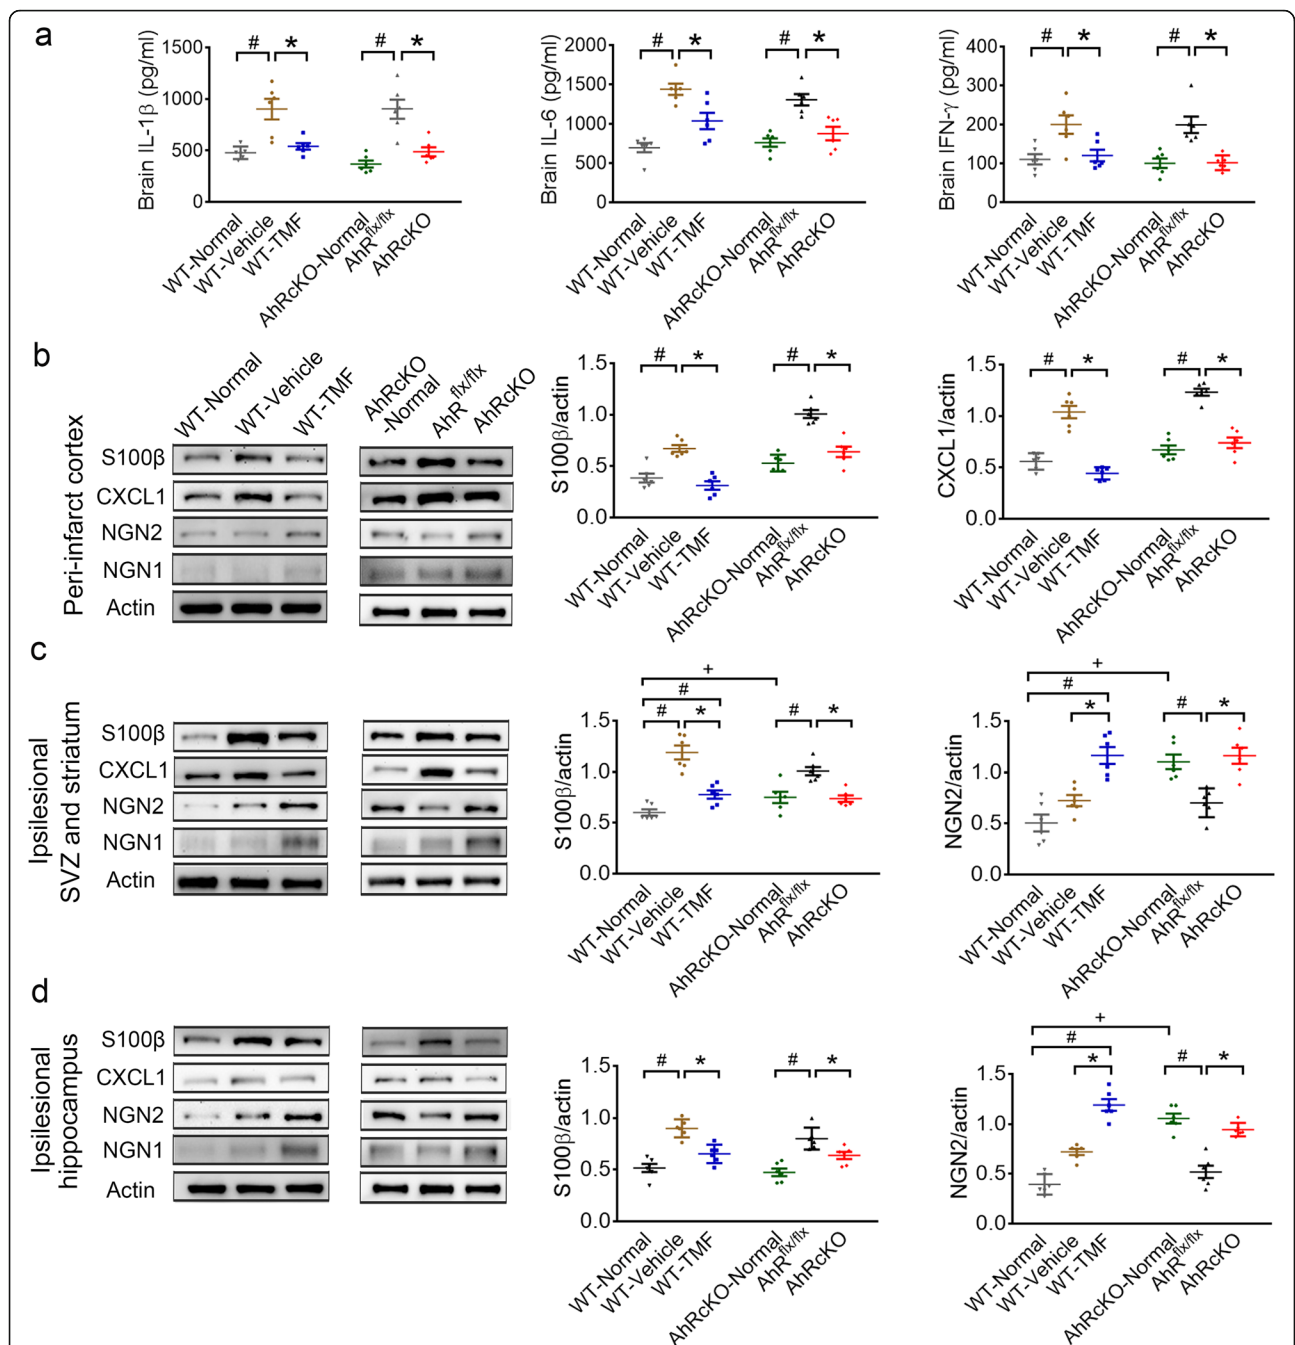 a
Brain IL-1β (pg/ml)
1500
1000
500
0
# * # *
WT-Normal
WT-Vehicle
WT-TMF
AhRcKO-Normal
AhRflx/flx
AhRcKO
Brain IL-6 (pg/ml)
2000
1500
1000
500
0
# * # *
WT-Normal
WT-Vehicle
WT-TMF
AhRcKO-Normal
AhRflx/flx
AhRcKO
Brain IFN-γ (pg/ml)
400
300
200
100
0
# * # *
WT-Normal
WT-Vehicle
WT-TMF
AhRcKO-Normal
AhRflx/flx
AhRcKO
b
Peri-infarct cortex
WT-Normal
WT-Vehicle
WT-TMF
AhRcKO
-Normal
AhR flx/flx
AhRcKO
S100β
CXCL1
NGN2
NGN1
Actin
S100β/actin
1.5
1.0
0.5
0.0
# * # *
WT-Normal
WT-Vehicle
WT-TMF
AhRcKO-Normal
AhRflx/flx
AhRcKO
CXCL1/actin
1.5
1.0
0.5
0.0
# * # *
WT-Normal
WT-Vehicle
WT-TMF
AhRcKO-Normal
AhRflx/flx
AhRcKO
c
Ipsilesional
SVZ and striatum
S100β
CXCL1
NGN2
NGN1
Actin
S100β/actin
1.5
1.0
0.5
0.0
+
#
# * # *
WT-Normal
WT-Vehicle
WT-TMF
AhRcKO-Normal
AhRflx/flx
AhRcKO
NGN2/actin
1.5
1.0
0.5
0.0
+
#
* # *
WT-Normal
WT-Vehicle
WT-TMF
AhRcKO-Normal
AhRflx/flx
AhRcKO
d
Ipsilesional
hippocampus
S100β
CXCL1
NGN2
NGN1
Actin
S100β/actin
1.5
1.0
0.5
0.0
# * # *
WT-Normal
WT-Vehicle
WT-TMF
AhRcKO-Normal
AhRflx/flx
AhRcKO
NGN2/actin
1.5
1.0
0.5
0.0
+
#
* # *
WT-Normal
WT-Vehicle
WT-TMF
AhRcKO-Normal
AhRflx/flx
AhRcKO